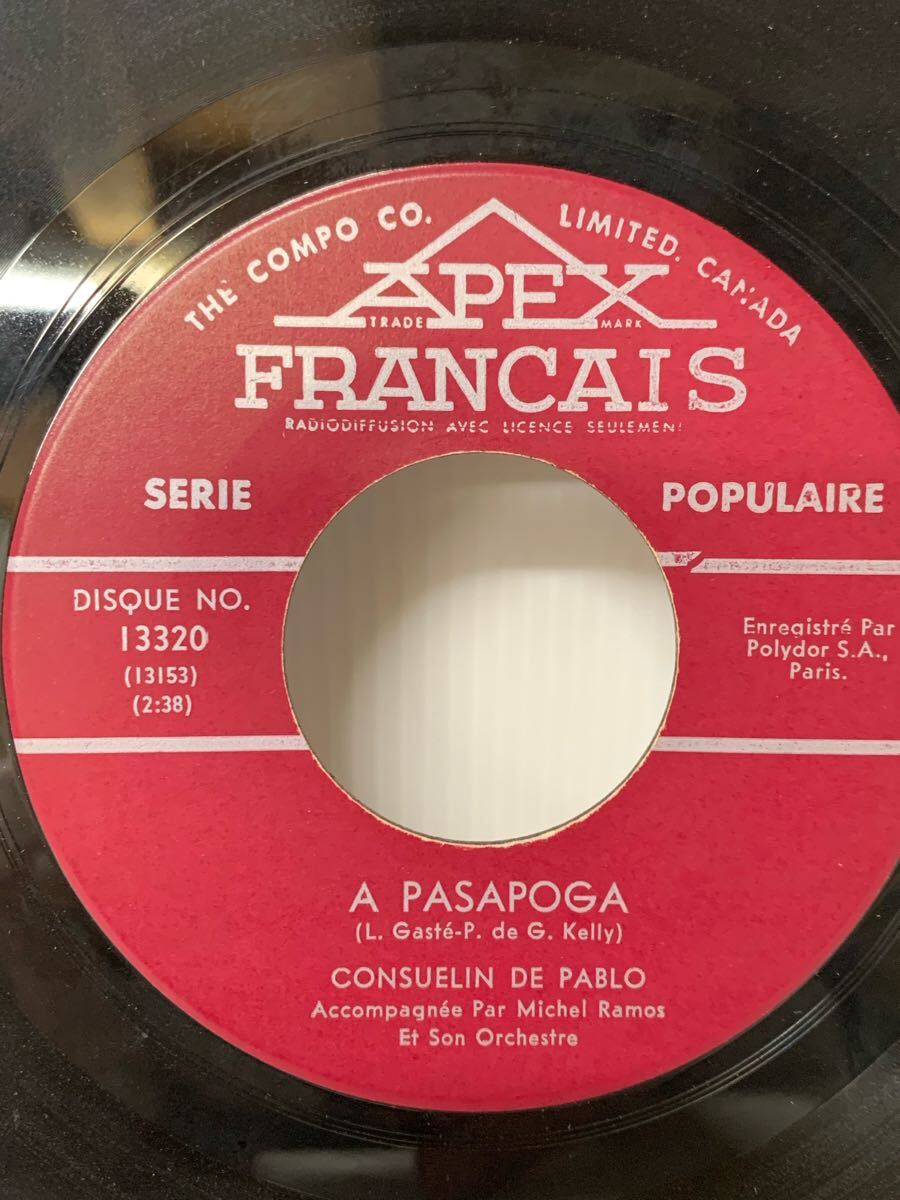 THE COMPO CO. LIMITED. CANADA
APEX
TRADE MARK
FRANCAIS
RADIODIFFUSION AVEC LICENCE SEULEMENT
SERIE POPULAIRE
DISQUE NO.
13320
(13153)
(2:38)
Enregistré Par
Polydor S.A.,
Paris.
A PASAPOGA
(L. Gasté-P. de G. Kelly)
CONSUELIN DE PABLO
Accompagnée Par Michel Ramos
Et Son Orchestre